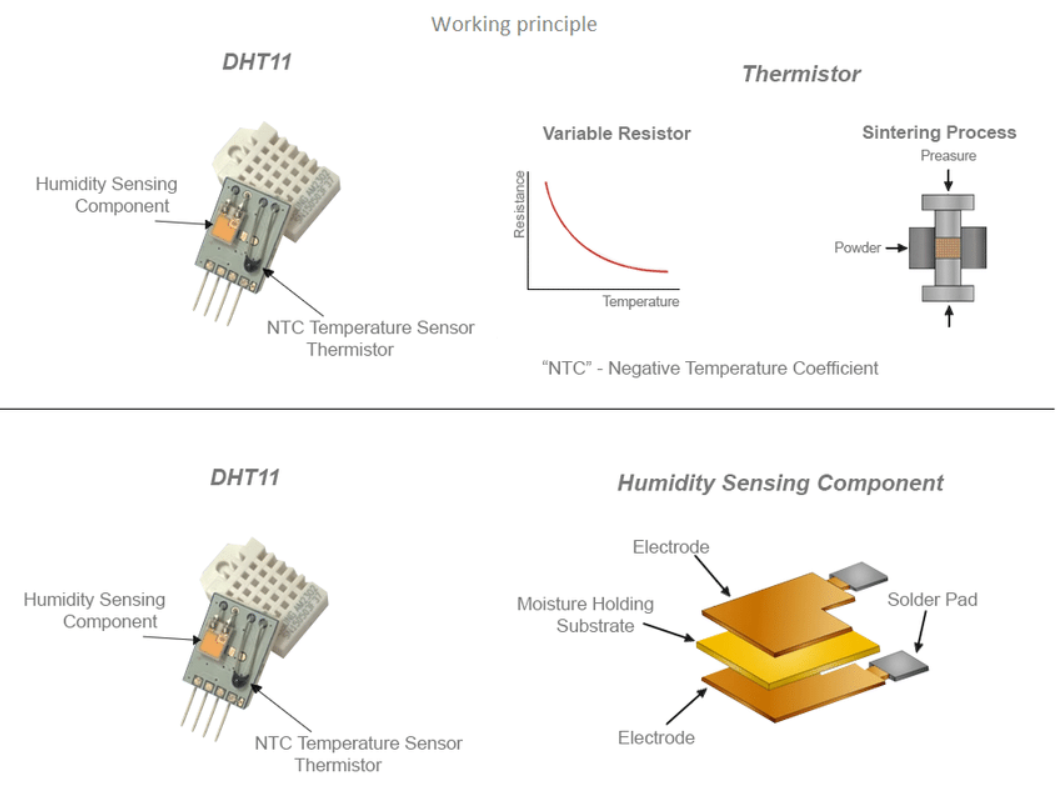 Working principle
DHT11
Thermistor
Variable Resistor
Sintering Process
Preasure
Humidity Sensing
Component
Resistance
Powder
Temperature
NTC Temperature Sensor
Thermistor
“NTC” - Negative Temperature Coefficient
DHT11
Humidity Sensing Component
Electrode
Humidity Sensing
Component
Moisture Holding
Substrate
Solder Pad
Electrode
NTC Temperature Sensor
Thermistor